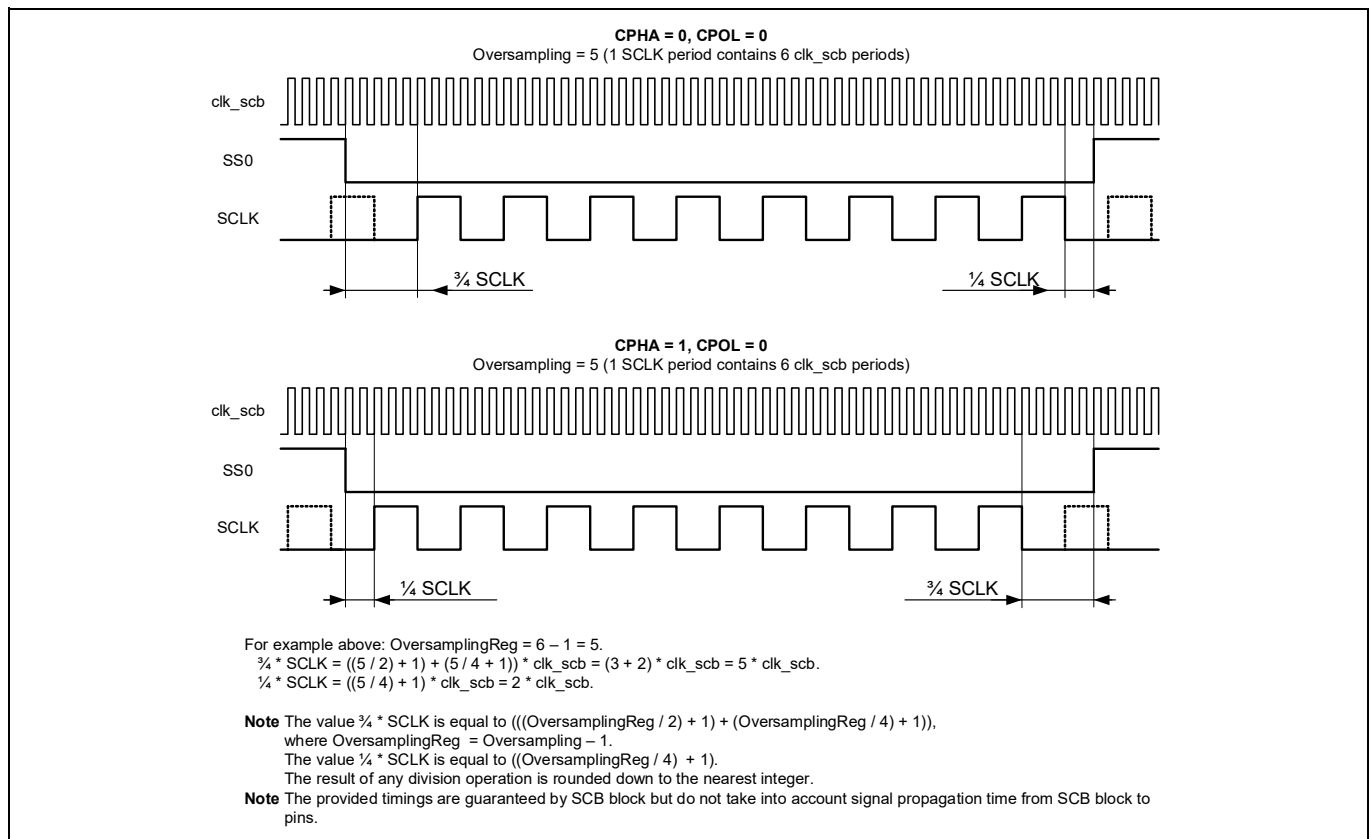 CPHA = 0, CPOL = 0
Oversampling = 5 (1 SCLK period contains 6 clk_scb periods)
clk_scb
SS0
SCLK
¾ SCLK
¼ SCLK
CPHA = 1, CPOL = 0
Oversampling = 5 (1 SCLK period contains 6 clk_scb periods)
clk_scb
SS0
SCLK
¼ SCLK
¾ SCLK
For example above: OversamplingReg = 6 – 1 = 5.
¾ * SCLK = ((5 / 2) + 1) + (5 / 4 + 1)) * clk_scb = (3 + 2) * clk_scb = 5 * clk_scb.
¼ * SCLK = ((5 / 4) + 1) * clk_scb = 2 * clk_scb.
Note The value ¾ * SCLK is equal to (((OversamplingReg / 2) + 1) + (OversamplingReg / 4) + 1)),
where OversamplingReg = Oversampling – 1.
The value ¼ * SCLK is equal to ((OversamplingReg / 4) + 1).
The result of any division operation is rounded down to the nearest integer.
Note The provided timings are guaranteed by SCB block but do not take into account signal propagation time from SCB block to
pins.